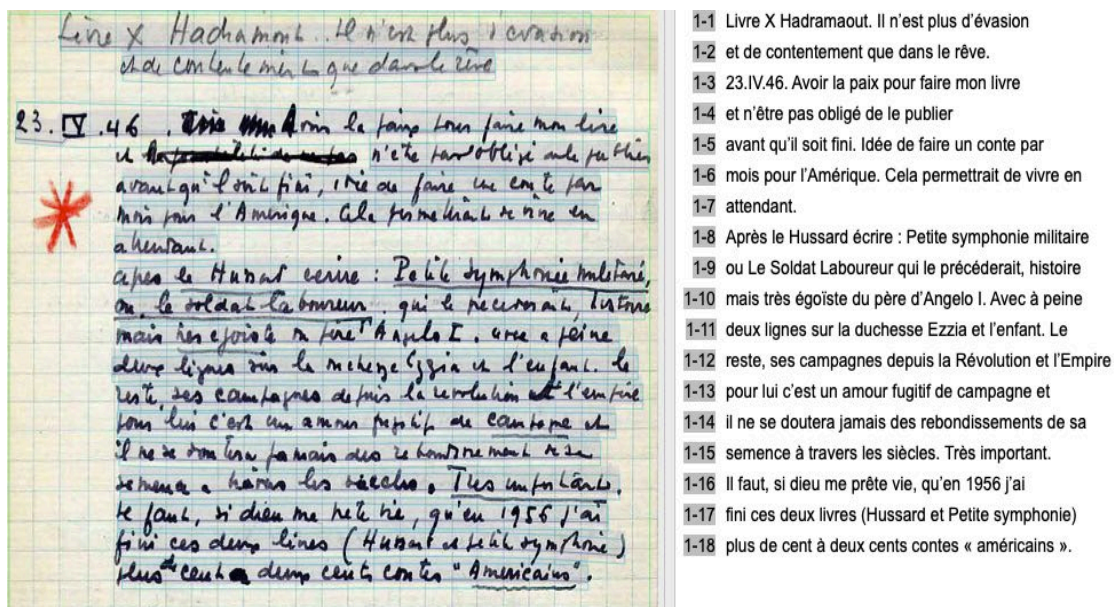 Livre X Hadramout. Il n'est plus d'évasion
et de contentement que dans le rêve
23. IV. 46. Avoir la paix pour faire mon livre
et n'être pas obligé de le publier
avant qu'il soit fini, idée de faire un conte par
mois pour l'Amérique. Cela permettrait de vivre en
attendant.
après le Hussard écrire : Petite symphonie militaire,
ou le soldat laboureur, qui le précéderait, histoire
mais très égoïste du père d'Angelo I. avec à peine
deux lignes sur la duchesse Ezzia et l'enfant. le
reste, ses campagnes depuis la révolution et l'empire
pour lui c'est un amour fugitif de campagne et
il ne se doutera jamais des rebondissement de sa
semence à travers les siècles. Très important.
Il faut, si dieu me prête vie, qu'en 1956 j'ai
fini ces deux livres (Hussard et petite symphonie)
plus de cent à deux cents contes "Américains".
1-1 Livre X Hadramaout. Il n'est plus d'évasion
1-2 et de contentement que dans le rêve.
1-3 23.IV.46. Avoir la paix pour faire mon livre
1-4 et n'être pas obligé de le publier
1-5 avant qu'il soit fini. Idée de faire un conte par
1-6 mois pour l'Amérique. Cela permettrait de vivre en
1-7 attendant.
1-8 Après le Hussard écrire : Petite symphonie militaire
1-9 ou Le Soldat Laboureur qui le précéderait, histoire
1-10 mais très égoïste du père d'Angelo I. Avec à peine
1-11 deux lignes sur la duchesse Ezzia et l'enfant. Le
1-12 reste, ses campagnes depuis la Révolution et l'Empire
1-13 pour lui c'est un amour fugitif de campagne et
1-14 il ne se doutera jamais des rebondissements de sa
1-15 semence à travers les siècles. Très important.
1-16 Il faut, si dieu me prête vie, qu'en 1956 j'ai
1-17 fini ces deux livres (Hussard et Petite symphonie)
1-18 plus de cent à deux cents contes « américains ».